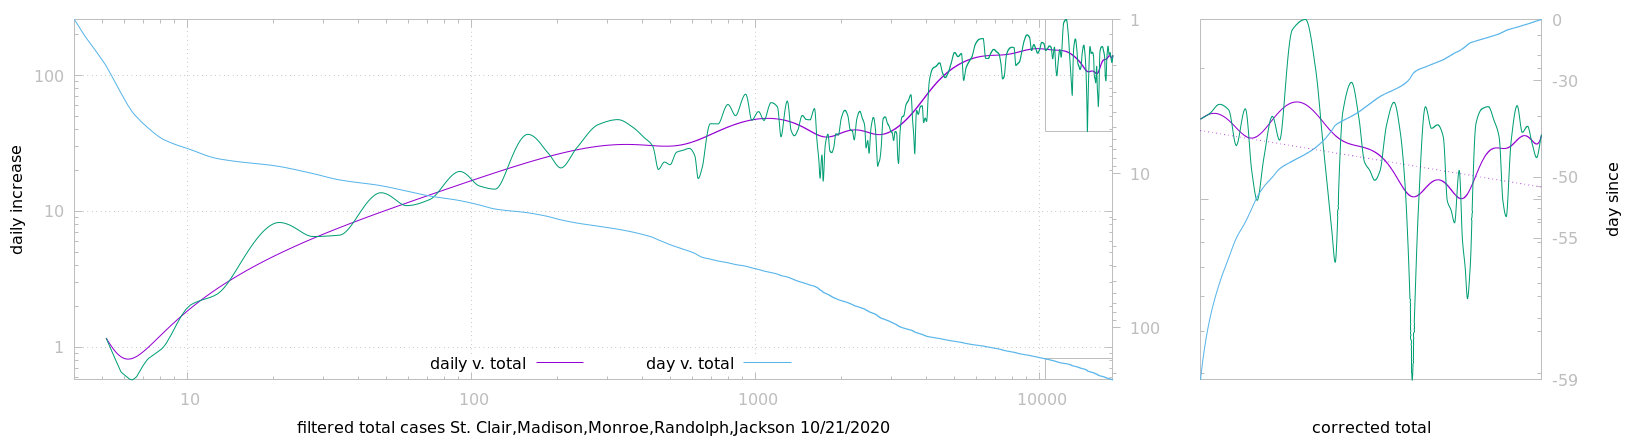 daily increase
100
10
1
10
100
1000
10000
1
10
100
daily v. total
day v. total
filtered total cases St. Clair,Madison,Monroe,Randolph,Jackson 10/21/2020
0
-30
-50
-55
-59
day since
corrected total